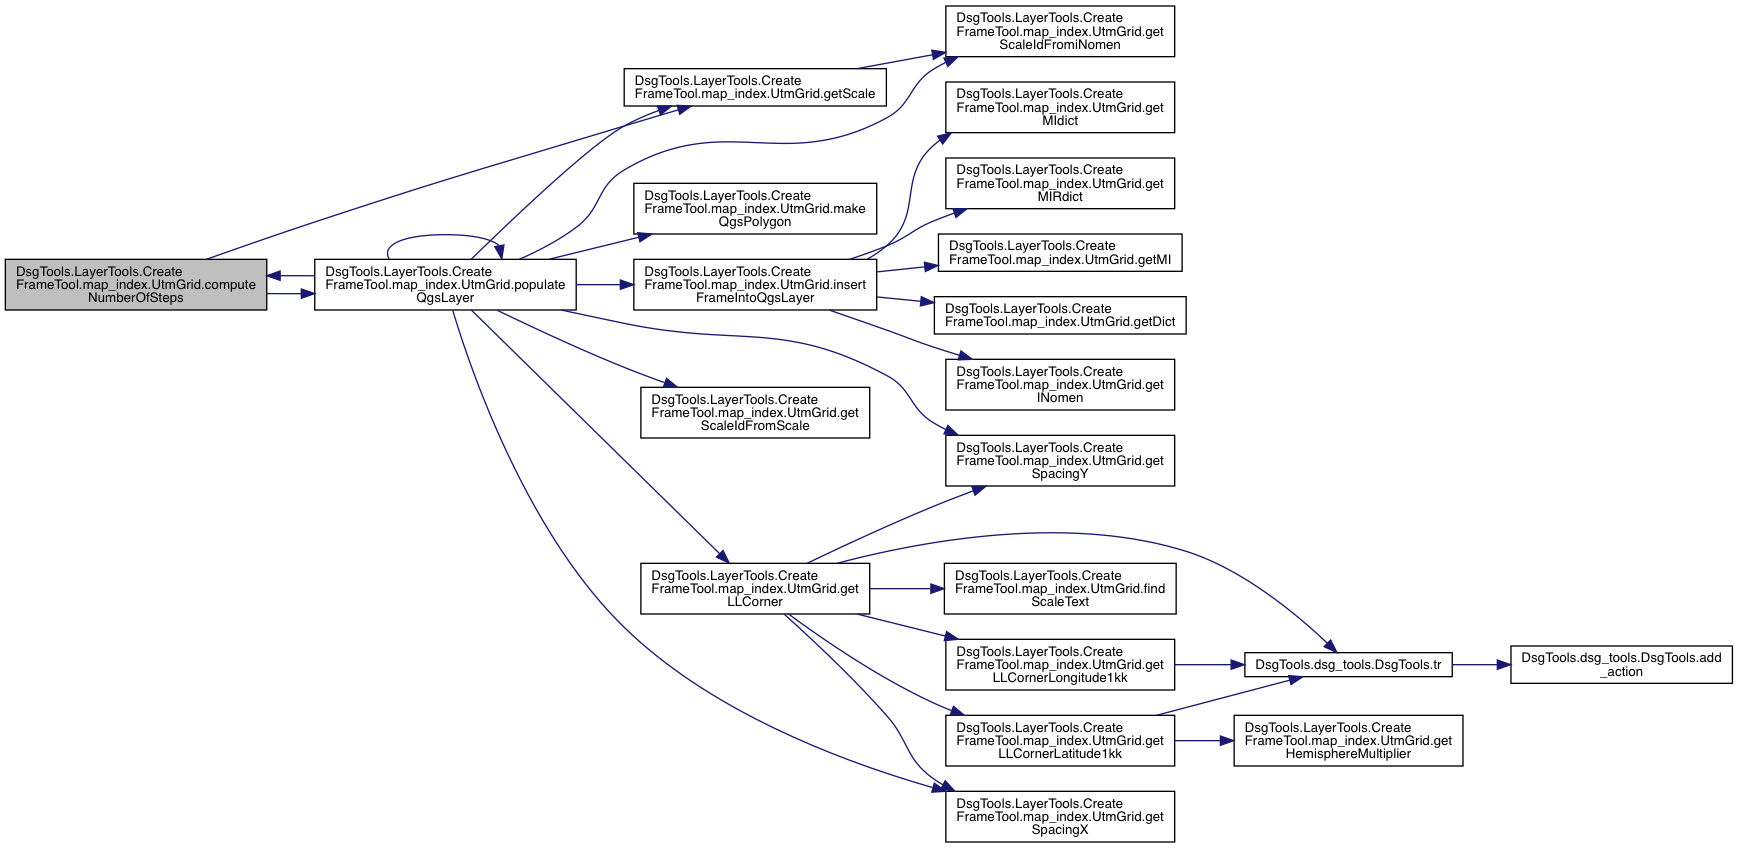 DsgTools.LayerTools.Create
FrameTool.map_index.UtmGrid.compute
NumberOfSteps
DsgTools.LayerTools.Create
FrameTool.map_index.UtmGrid.populate
QgsLayer
DsgTools.LayerTools.Create
FrameTool.map_index.UtmGrid.getScale
DsgTools.LayerTools.Create
FrameTool.map_index.UtmGrid.make
QgsPolygon
DsgTools.LayerTools.Create
FrameTool.map_index.UtmGrid.insert
FrameIntoQgsLayer
DsgTools.LayerTools.Create
FrameTool.map_index.UtmGrid.get
ScaleIdFromScale
DsgTools.LayerTools.Create
FrameTool.map_index.UtmGrid.get
LLCorner
DsgTools.LayerTools.Create
FrameTool.map_index.UtmGrid.get
ScaleIdFromiNomen
DsgTools.LayerTools.Create
FrameTool.map_index.UtmGrid.get
MIdict
DsgTools.LayerTools.Create
FrameTool.map_index.UtmGrid.get
MIRdict
DsgTools.LayerTools.Create
FrameTool.map_index.UtmGrid.getMI
DsgTools.LayerTools.Create
FrameTool.map_index.UtmGrid.getDict
DsgTools.LayerTools.Create
FrameTool.map_index.UtmGrid.get
INomen
DsgTools.LayerTools.Create
FrameTool.map_index.UtmGrid.get
SpacingY
DsgTools.LayerTools.Create
FrameTool.map_index.UtmGrid.find
ScaleText
DsgTools.LayerTools.Create
FrameTool.map_index.UtmGrid.get
LLCornerLongitude1kk
DsgTools.LayerTools.Create
FrameTool.map_index.UtmGrid.get
LLCornerLatitude1kk
DsgTools.LayerTools.Create
FrameTool.map_index.UtmGrid.get
SpacingX
DsgTools.dsg_tools.DsgTools.tr
DsgTools.LayerTools.Create
FrameTool.map_index.UtmGrid.get
HemisphereMultiplier
DsgTools.dsg_tools.DsgTools.add
_action